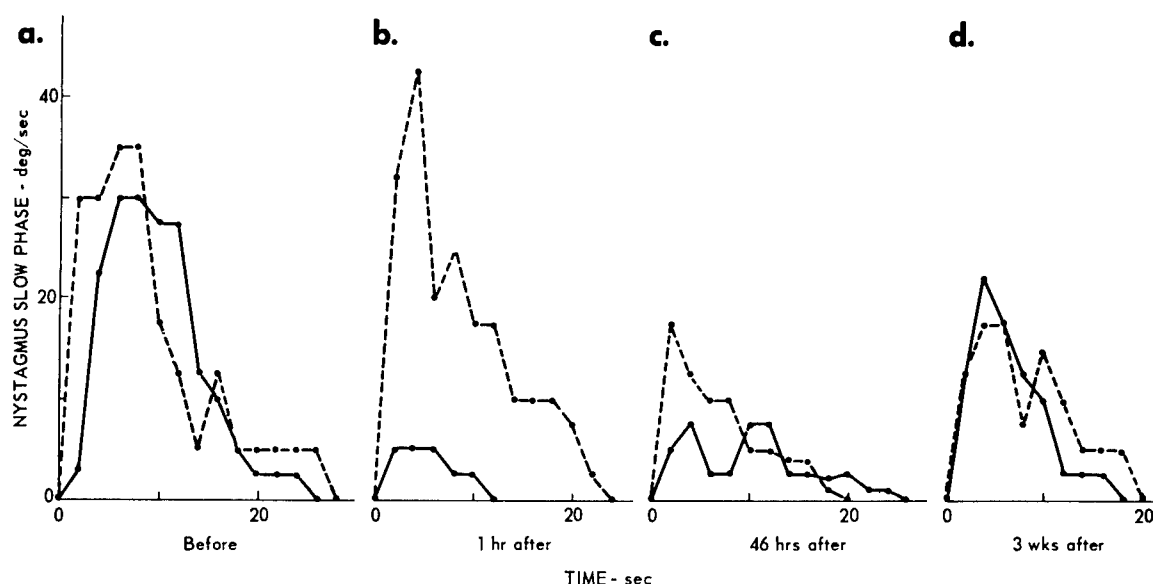 a.
b.
c.
d.
NYSTAGMUS SLOW PHASE - deg/sec
40
20
0
0
20
0
20
0
20
0
20
Before
1 hr after
46 hrs after
3 wks after
TIME - sec